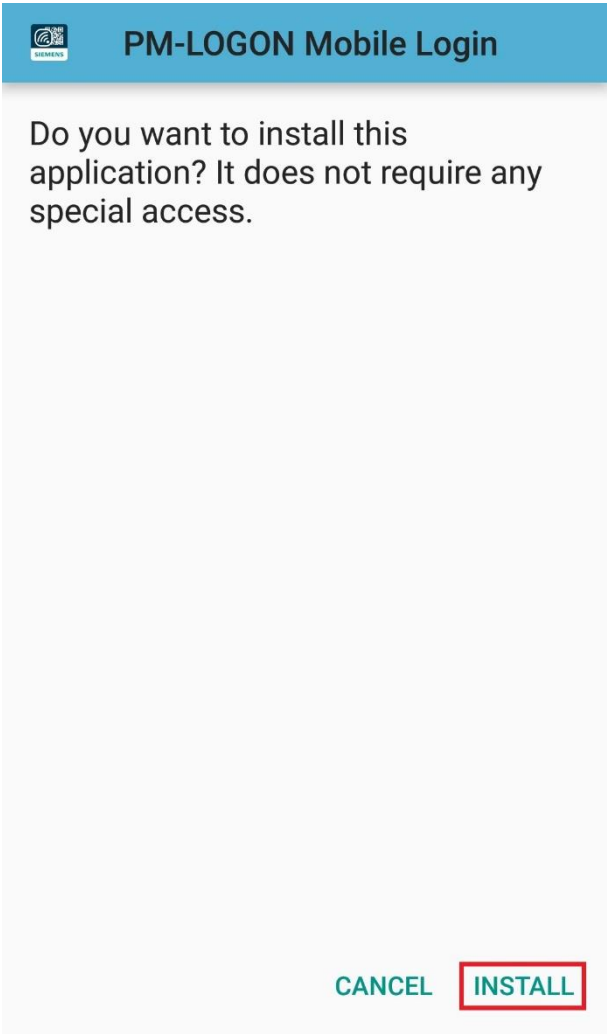 SIEMENS
PM-LOGON Mobile Login
Do you want to install this
application? It does not require any
special access.
CANCEL
INSTALL